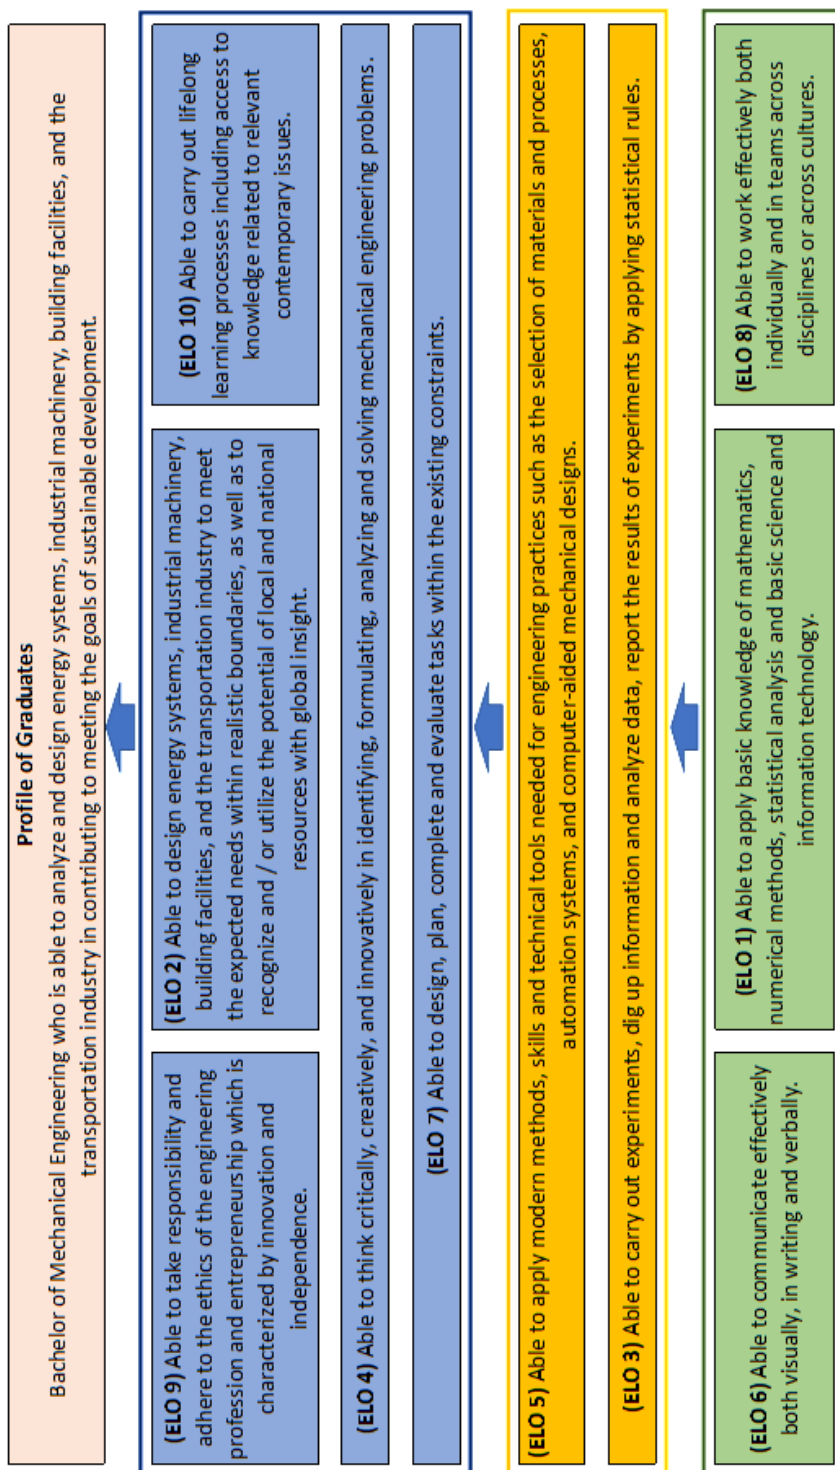 Profile of Graduates
Bachelor of Mechanical Engineering who is able to analyze and design energy systems, industrial machinery, building facilities, and the
transportation industry in contributing to meeting the goals of sustainable development.
(ELO 9) Able to take responsibility and
adhere to the ethics of the engineering
profession and entrepreneurship which is
characterized by innovation and
independence.
(ELO 2) Able to design energy systems, industrial machinery,
building facilities, and the transportation industry to meet
the expected needs within realistic boundaries, as well as to
recognize and / or utilize the potential of local and national
resources with global insight.
(ELO 10) Able to carry out lifelong
learning processes including access to
knowledge related to relevant
contemporary issues.
(ELO 4) Able to think critically, creatively, and innovatively in identifying, formulating, analyzing and solving mechanical engineering problems.
(ELO 7) Able to design, plan, complete and evaluate tasks within the existing constraints.
(ELO 5) Able to apply modern methods, skills and technical tools needed for engineering practices such as the selection of materials and processes,
automation systems, and computer-aided mechanical designs.
(ELO 3) Able to carry out experiments, dig up information and analyze data, report the results of experiments by applying statistical rules.
(ELO 6) Able to communicate effectively
both visually, in writing and verbally.
(ELO 1) Able to apply basic knowledge of mathematics,
numerical methods, statistical analysis and basic science and
information technology.
(ELO 8) Able to work effectively both
individually and in teams across
disciplines or across cultures.